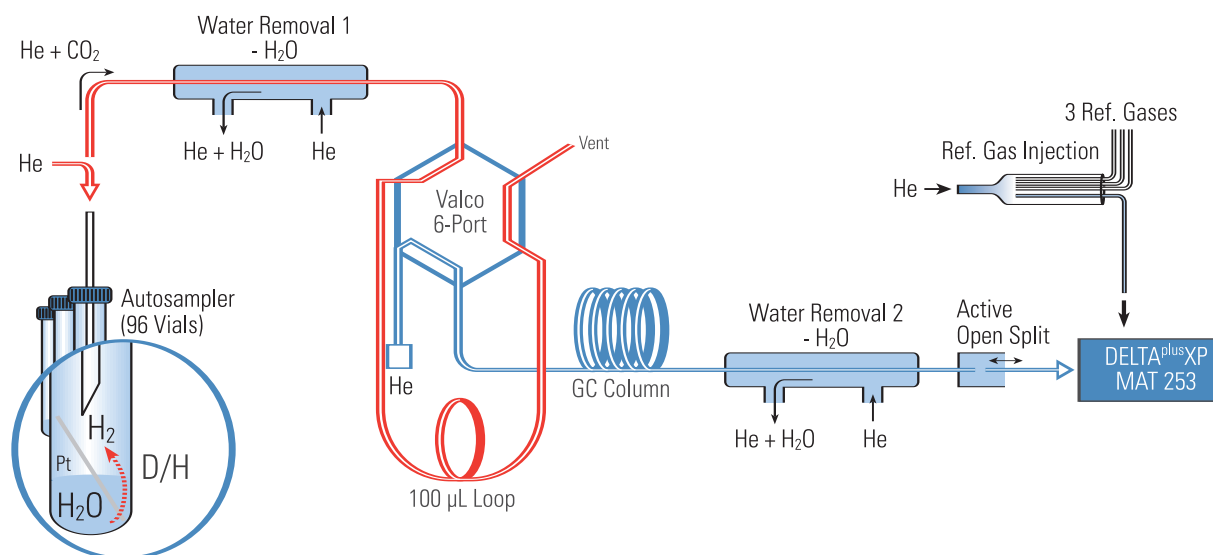 Water Removal 1
- H₂O
He + CO₂
He + H₂O
He
He
Vent
Valco
6-Port
3 Ref. Gases
Ref. Gas Injection
He
Autosampler
(96 Vials)
H₂
Pt
H₂O
D/H
He
100 µL Loop
GC Column
Water Removal 2
- H₂O
He + H₂O
He
Active
Open Split
DELTAᵖˡᵘˢXP
MAT 253